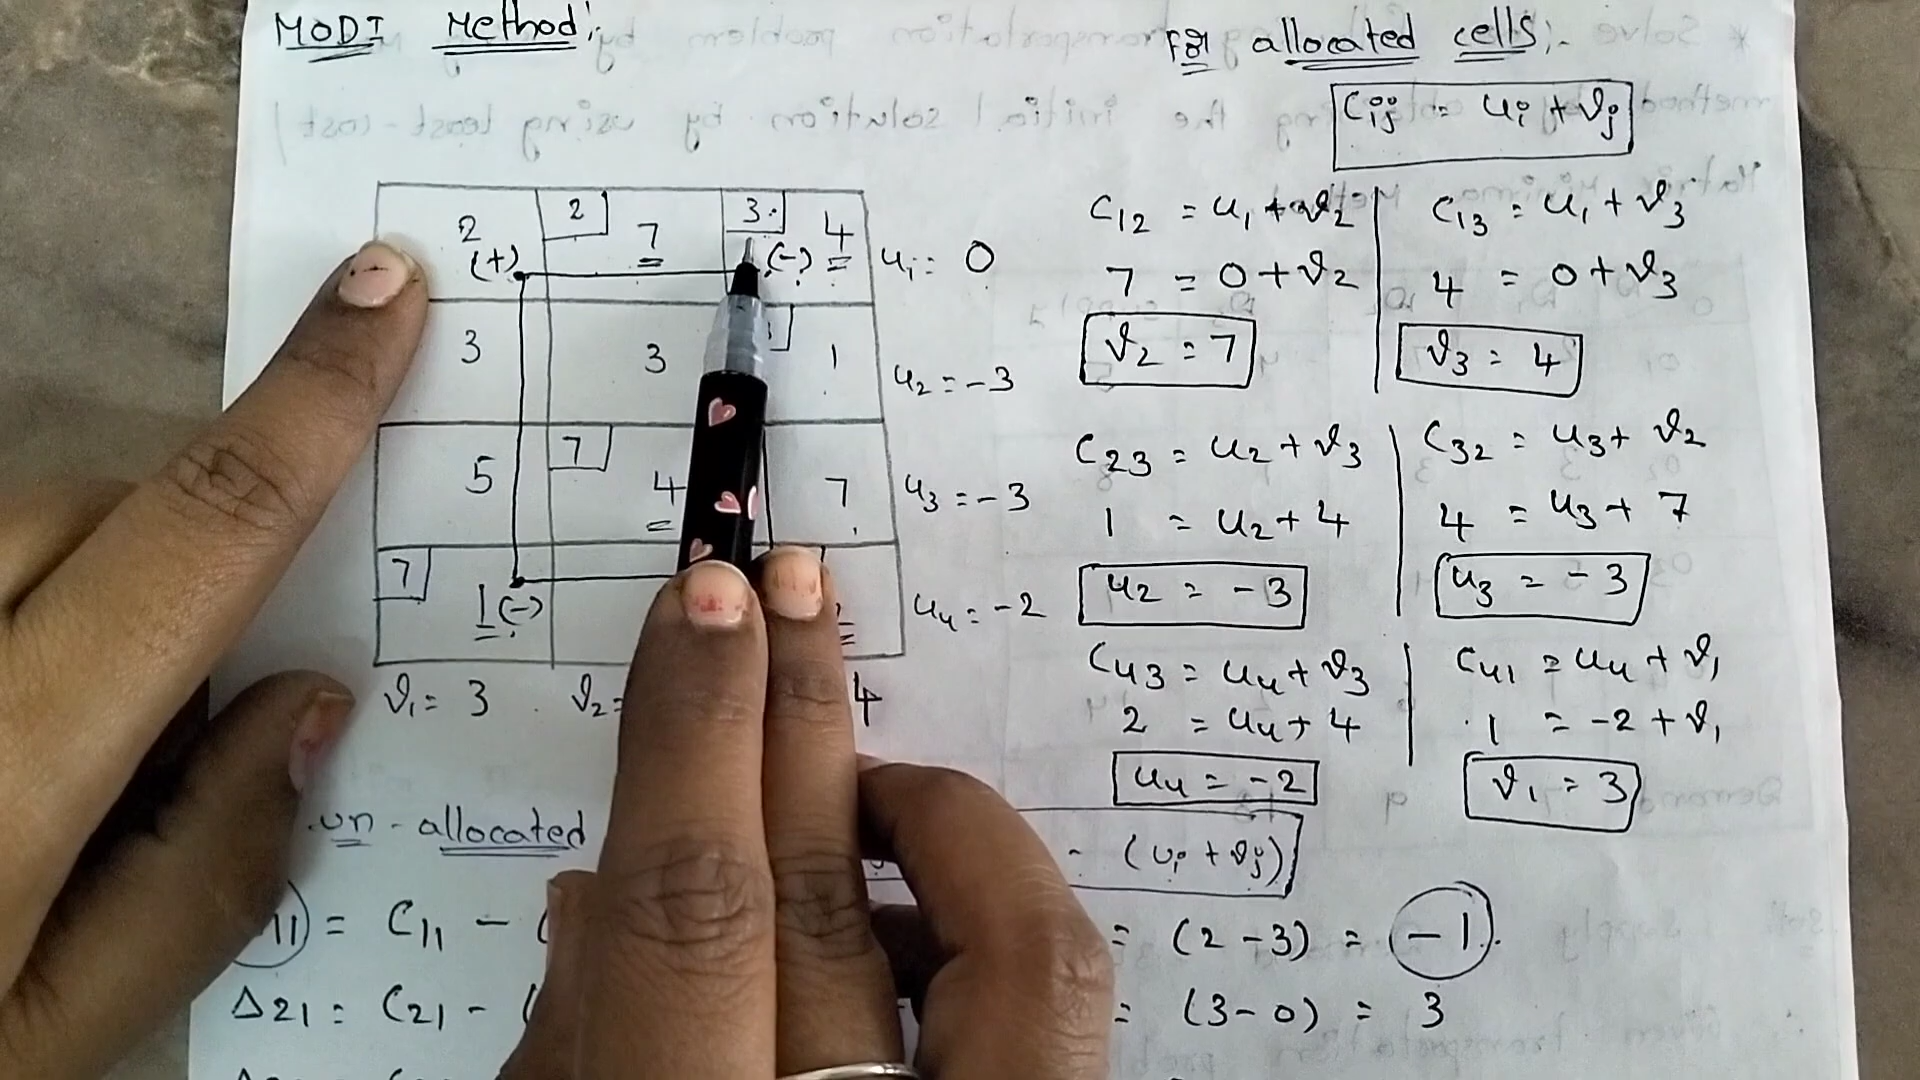 MODI Method:-
For allocated cells:-
Cij = ui + vj
2 (+) 2 7 3 (-) 4 u1 = 0
3 3 1 u2 = -3
5 7 4 7 u3 = -3
7 1 (-) u4 = -2
v1 = 3 v2 = 4
C12 = u1 + v2 C13 = u1 + v3
7 = 0 + v2 4 = 0 + v3
v2 = 7 v3 = 4
C23 = u2 + v3 C32 = u3 + v2
1 = u2 + 4 4 = u3 + 7
u2 = -3 u3 = -3
C43 = u4 + v3 C41 = u4 + v1
2 = u4 + 4 1 = -2 + v1
u4 = -2 v1 = 3
un-allocated - (ui + vj)
11 = C11 - ( = (2-3) = -1
Δ21 = C21 - ( = (3-0) = 3